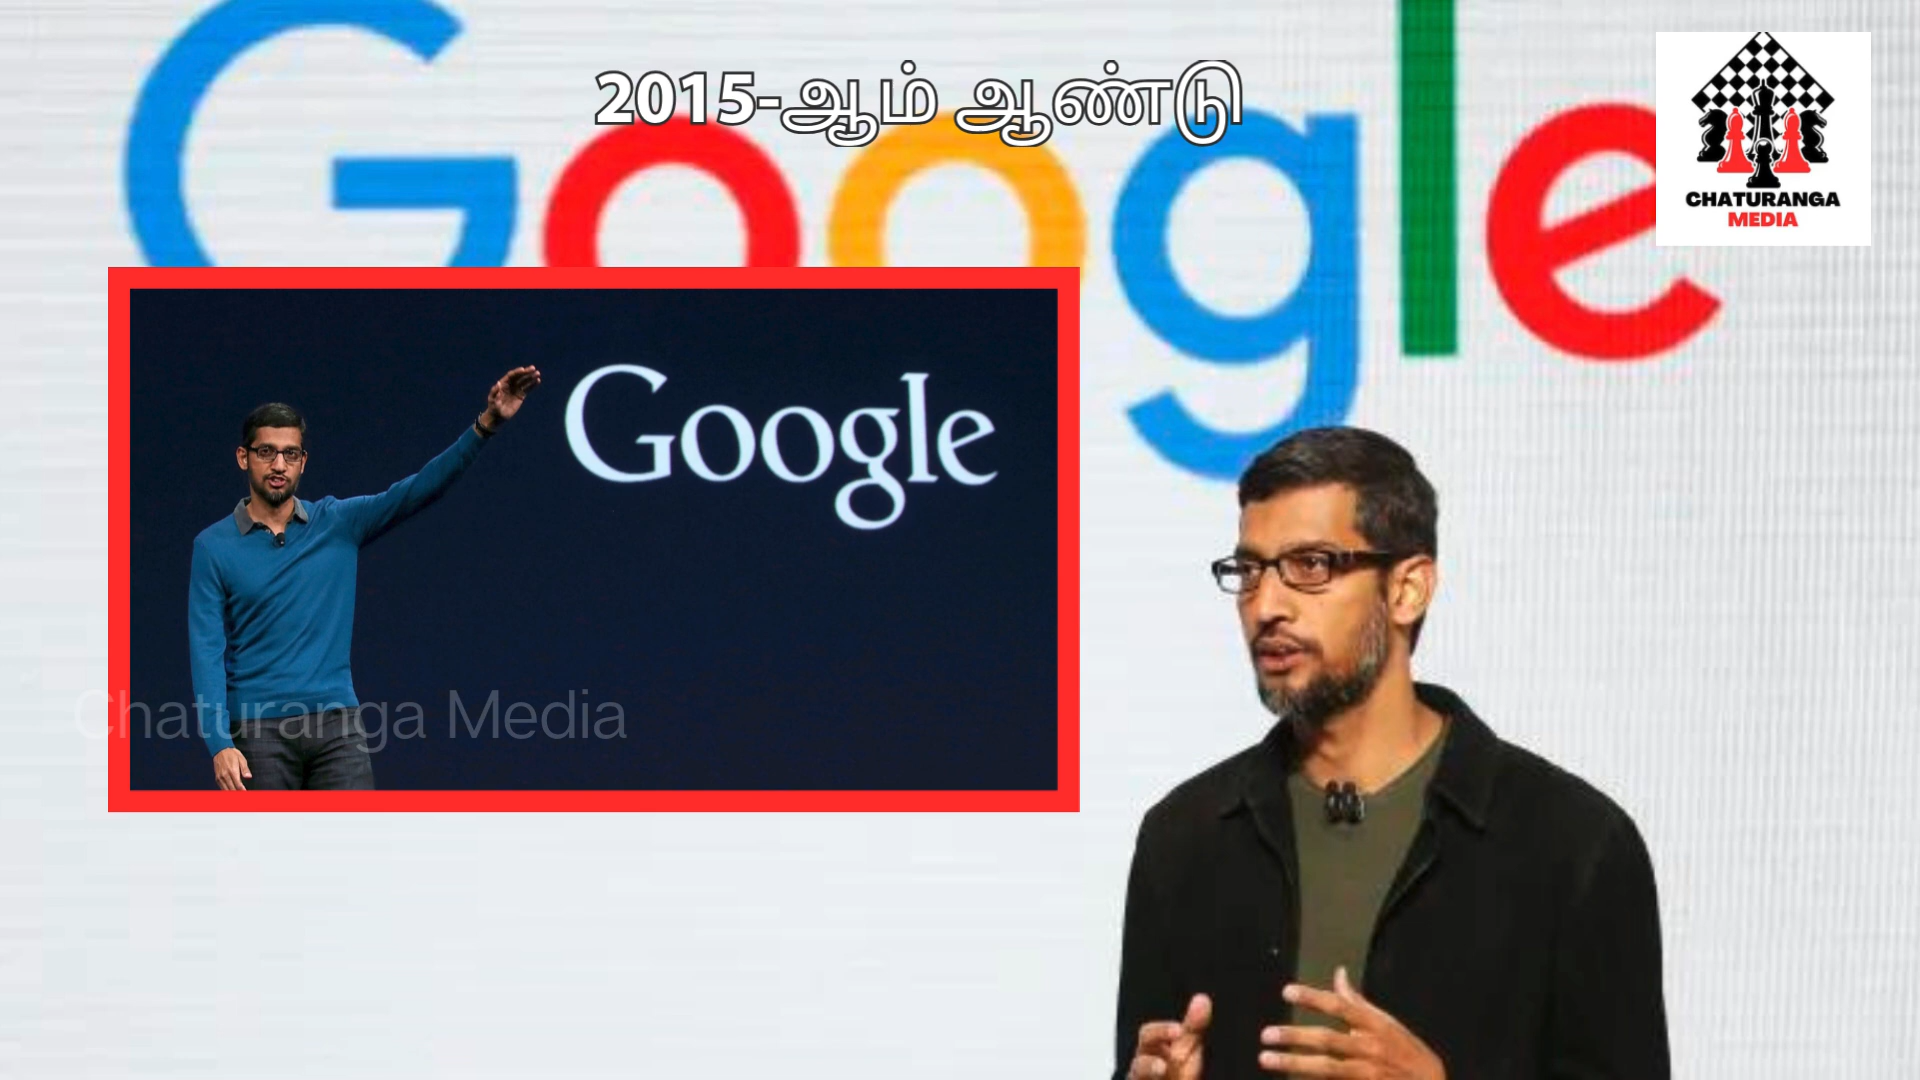 Google
2015-ஆம் ஆண்டு
CHATURANGA
MEDIA
Google
Chaturanga Media